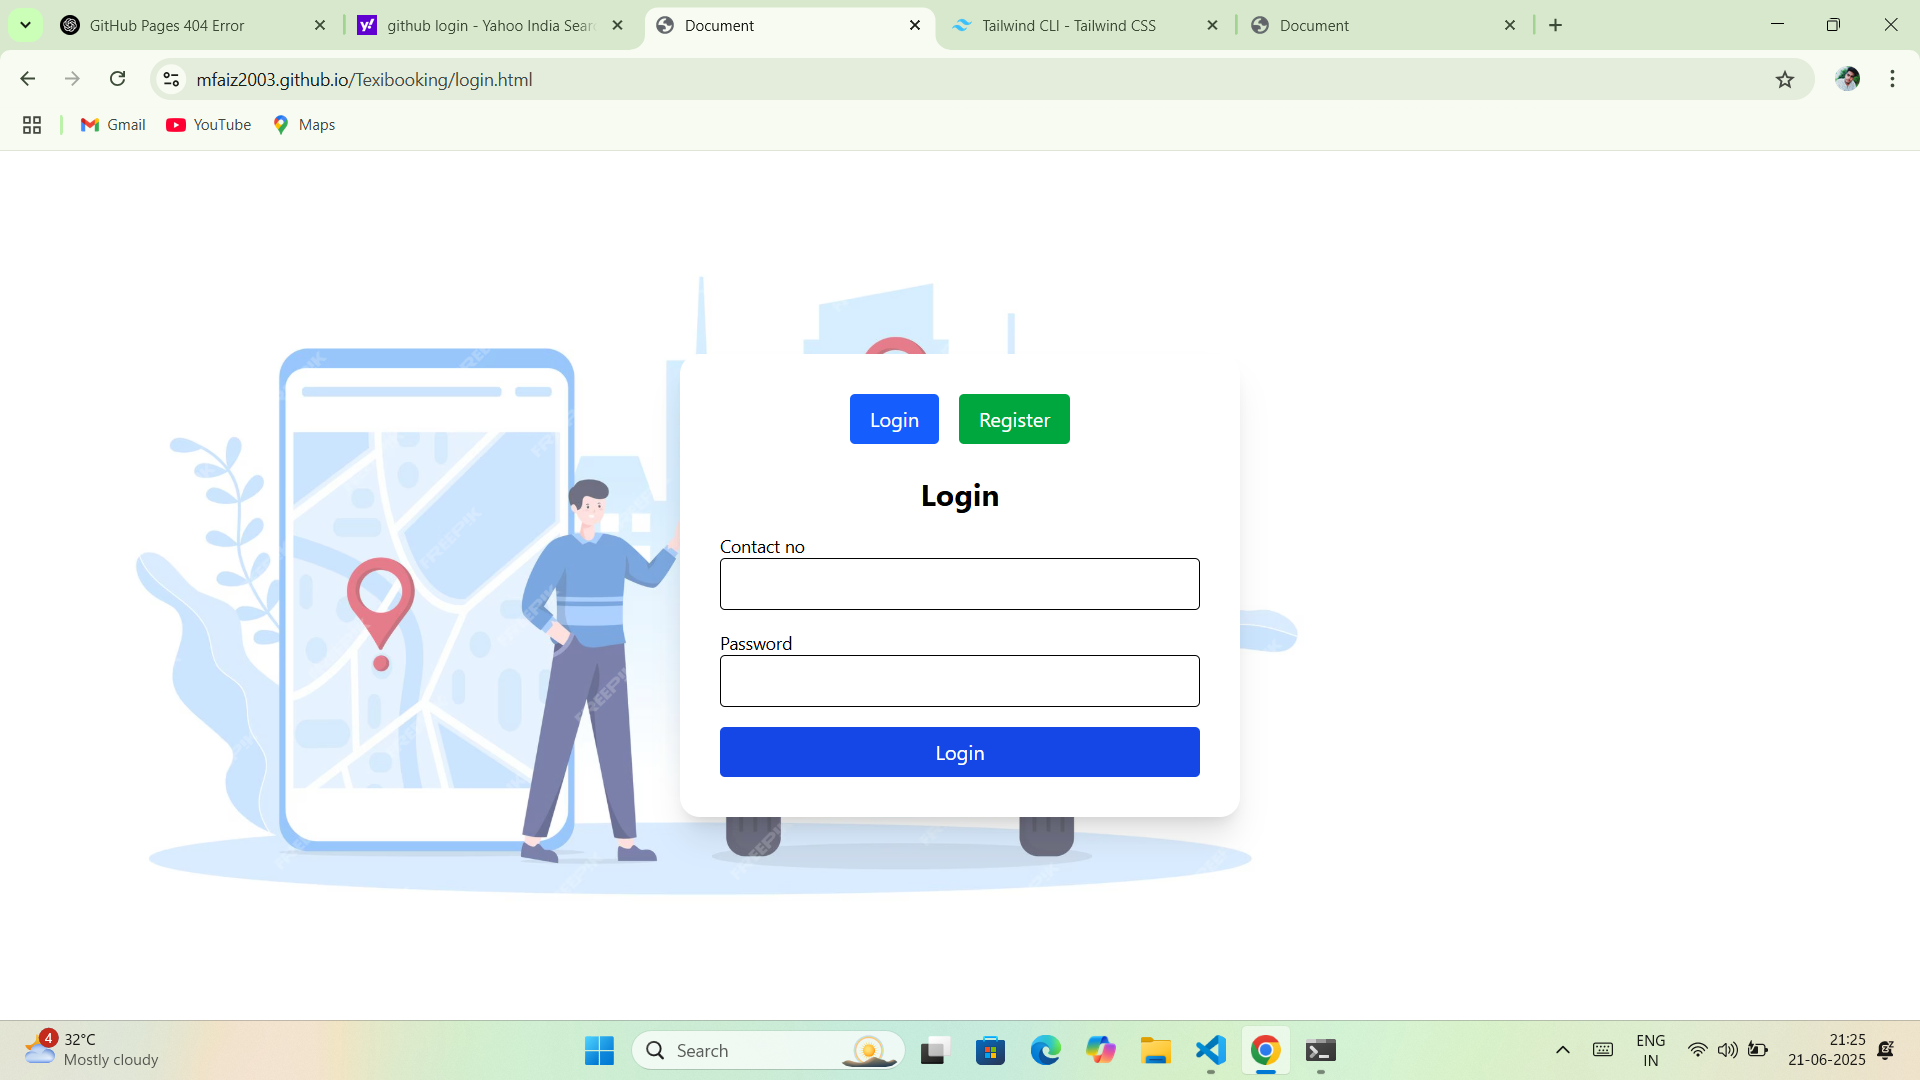 GitHub Pages 404 Error
github login - Yahoo India Sear
Document
Tailwind CLI - Tailwind CSS
Document
mfaiz2003.github.io/Texibooking/login.html
Gmail
YouTube
Maps
FREEPIK
Login
Register
Login
Contact no
Password
Login
4
32°C
Mostly cloudy
Search
ENG
IN
21:25
21-06-2025